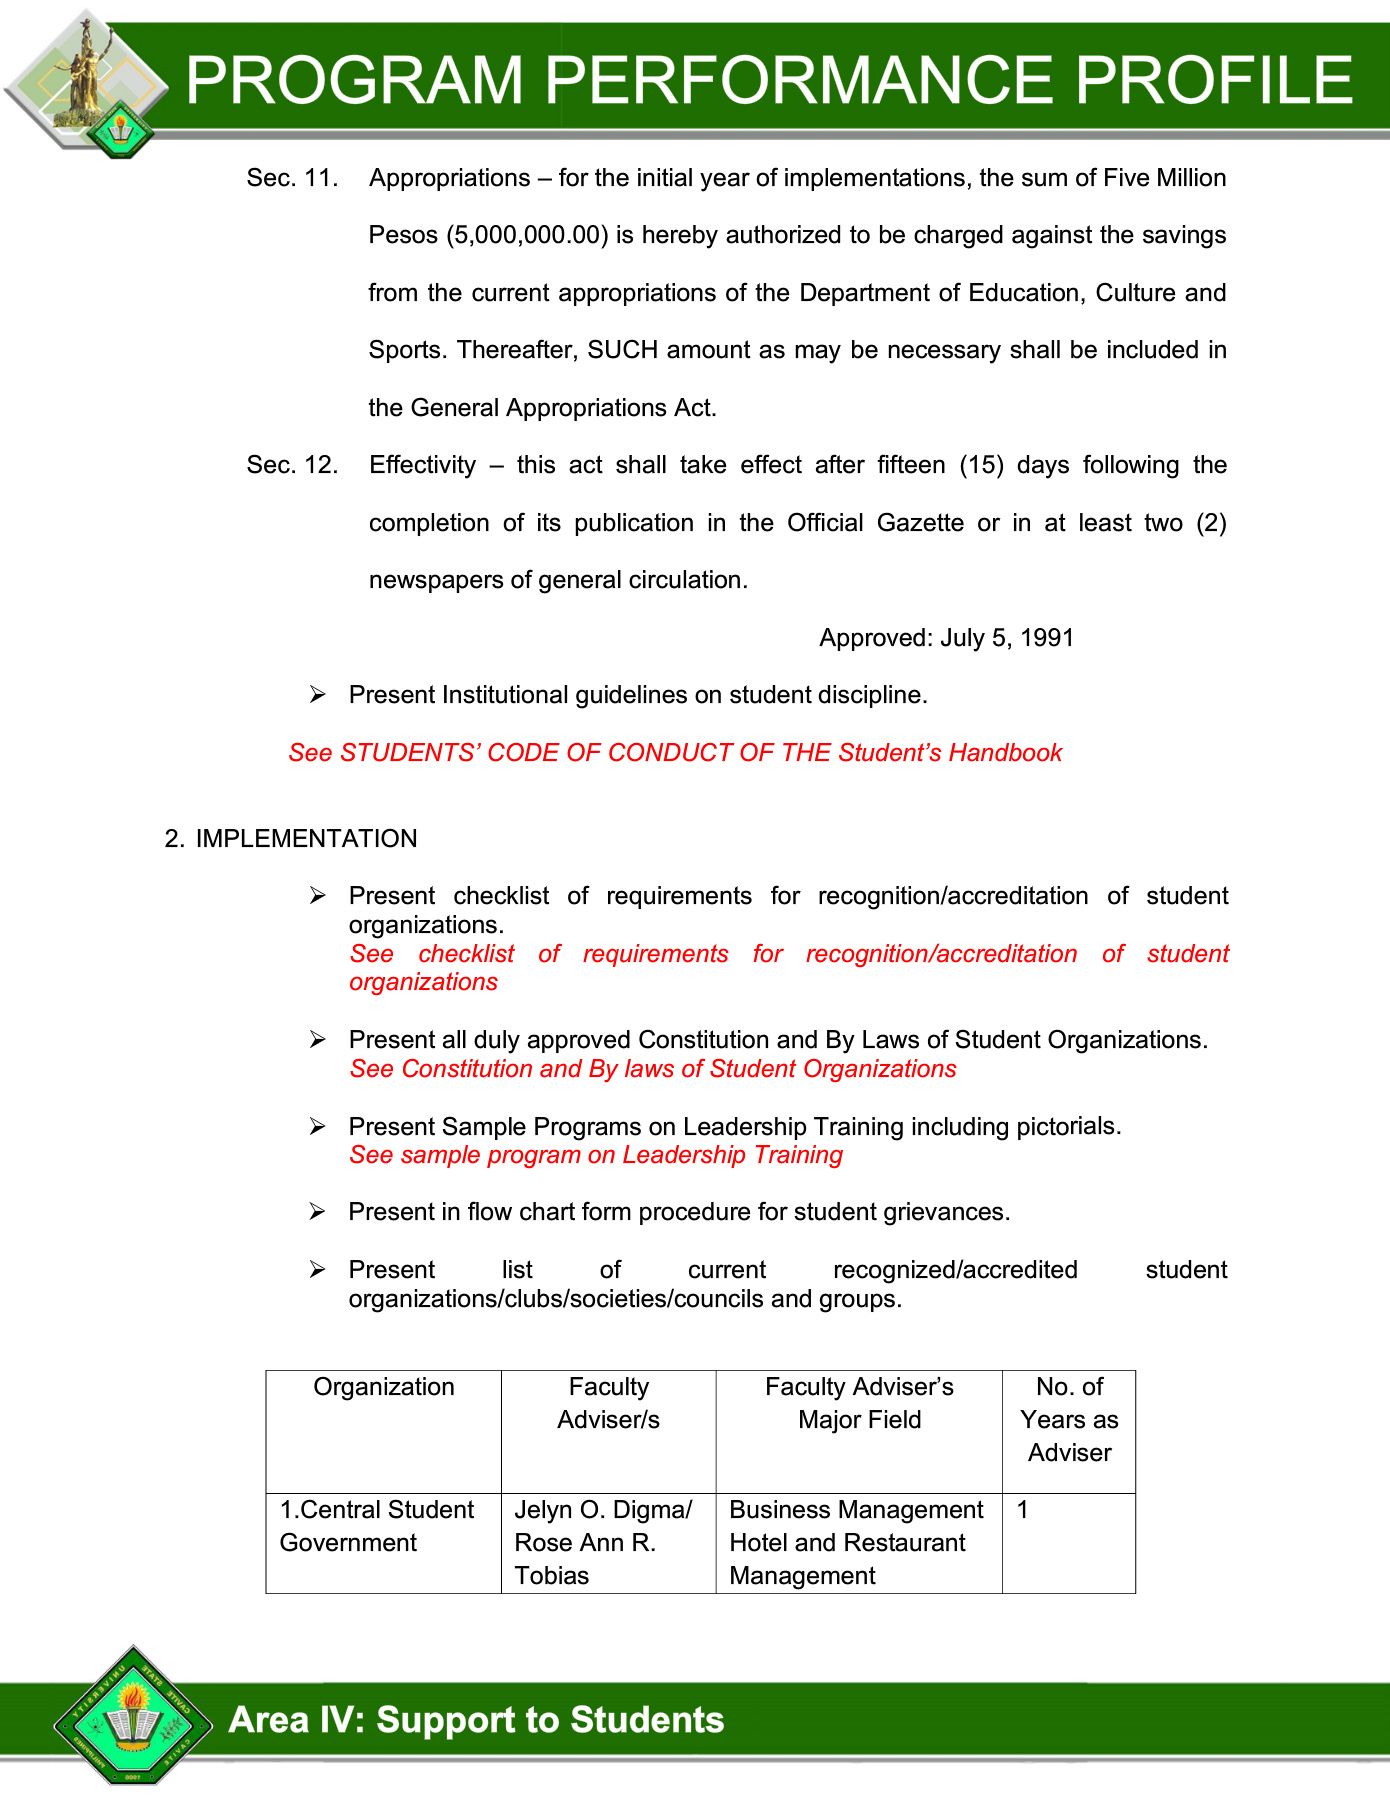 PROGRAM PERFORMANCE PROFILE
Sec. 11. Appropriations – for the initial year of implementations, the sum of Five Million
Pesos (5,000,000.00) is hereby authorized to be charged against the savings
from the current appropriations of the Department of Education, Culture and
Sports. Thereafter, SUCH amount as may be necessary shall be included in
the General Appropriations Act.
Sec. 12. Effectivity – this act shall take effect after fifteen (15) days following the
completion of its publication in the Official Gazette or in at least two (2)
newspapers of general circulation.
Approved: July 5, 1991
➢ Present Institutional guidelines on student discipline.
See STUDENTS’ CODE OF CONDUCT OF THE Student’s Handbook
2. IMPLEMENTATION
➢ Present checklist of requirements for recognition/accreditation of student
organizations.
See checklist of requirements for recognition/accreditation of student
organizations
➢ Present all duly approved Constitution and By Laws of Student Organizations.
See Constitution and By laws of Student Organizations
➢ Present Sample Programs on Leadership Training including pictorials.
See sample program on Leadership Training
➢ Present in flow chart form procedure for student grievances.
➢ Present list of current recognized/accredited student
organizations/clubs/societies/councils and groups.
Organization
Faculty
Adviser/s
Faculty Adviser’s
Major Field
No. of
Years as
Adviser
1.Central Student
Government
Jelyn O. Digma/
Rose Ann R.
Tobias
Business Management
Hotel and Restaurant
Management
1
CAVITE STATE UNIVERSITY
CAVITE PHILIPPINES
Area IV: Support to Students